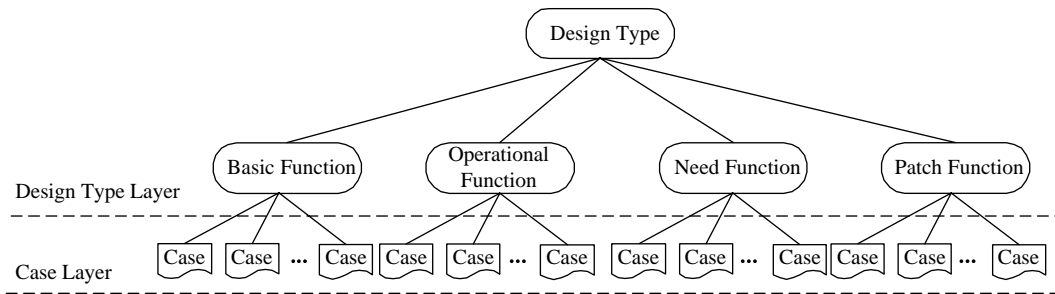 Design Type
Basic Function
Operational
Function
Need Function
Patch Function
Design Type Layer
Case Case ... Case Case Case ... Case Case Case ... Case Case Case ... Case
Case Layer